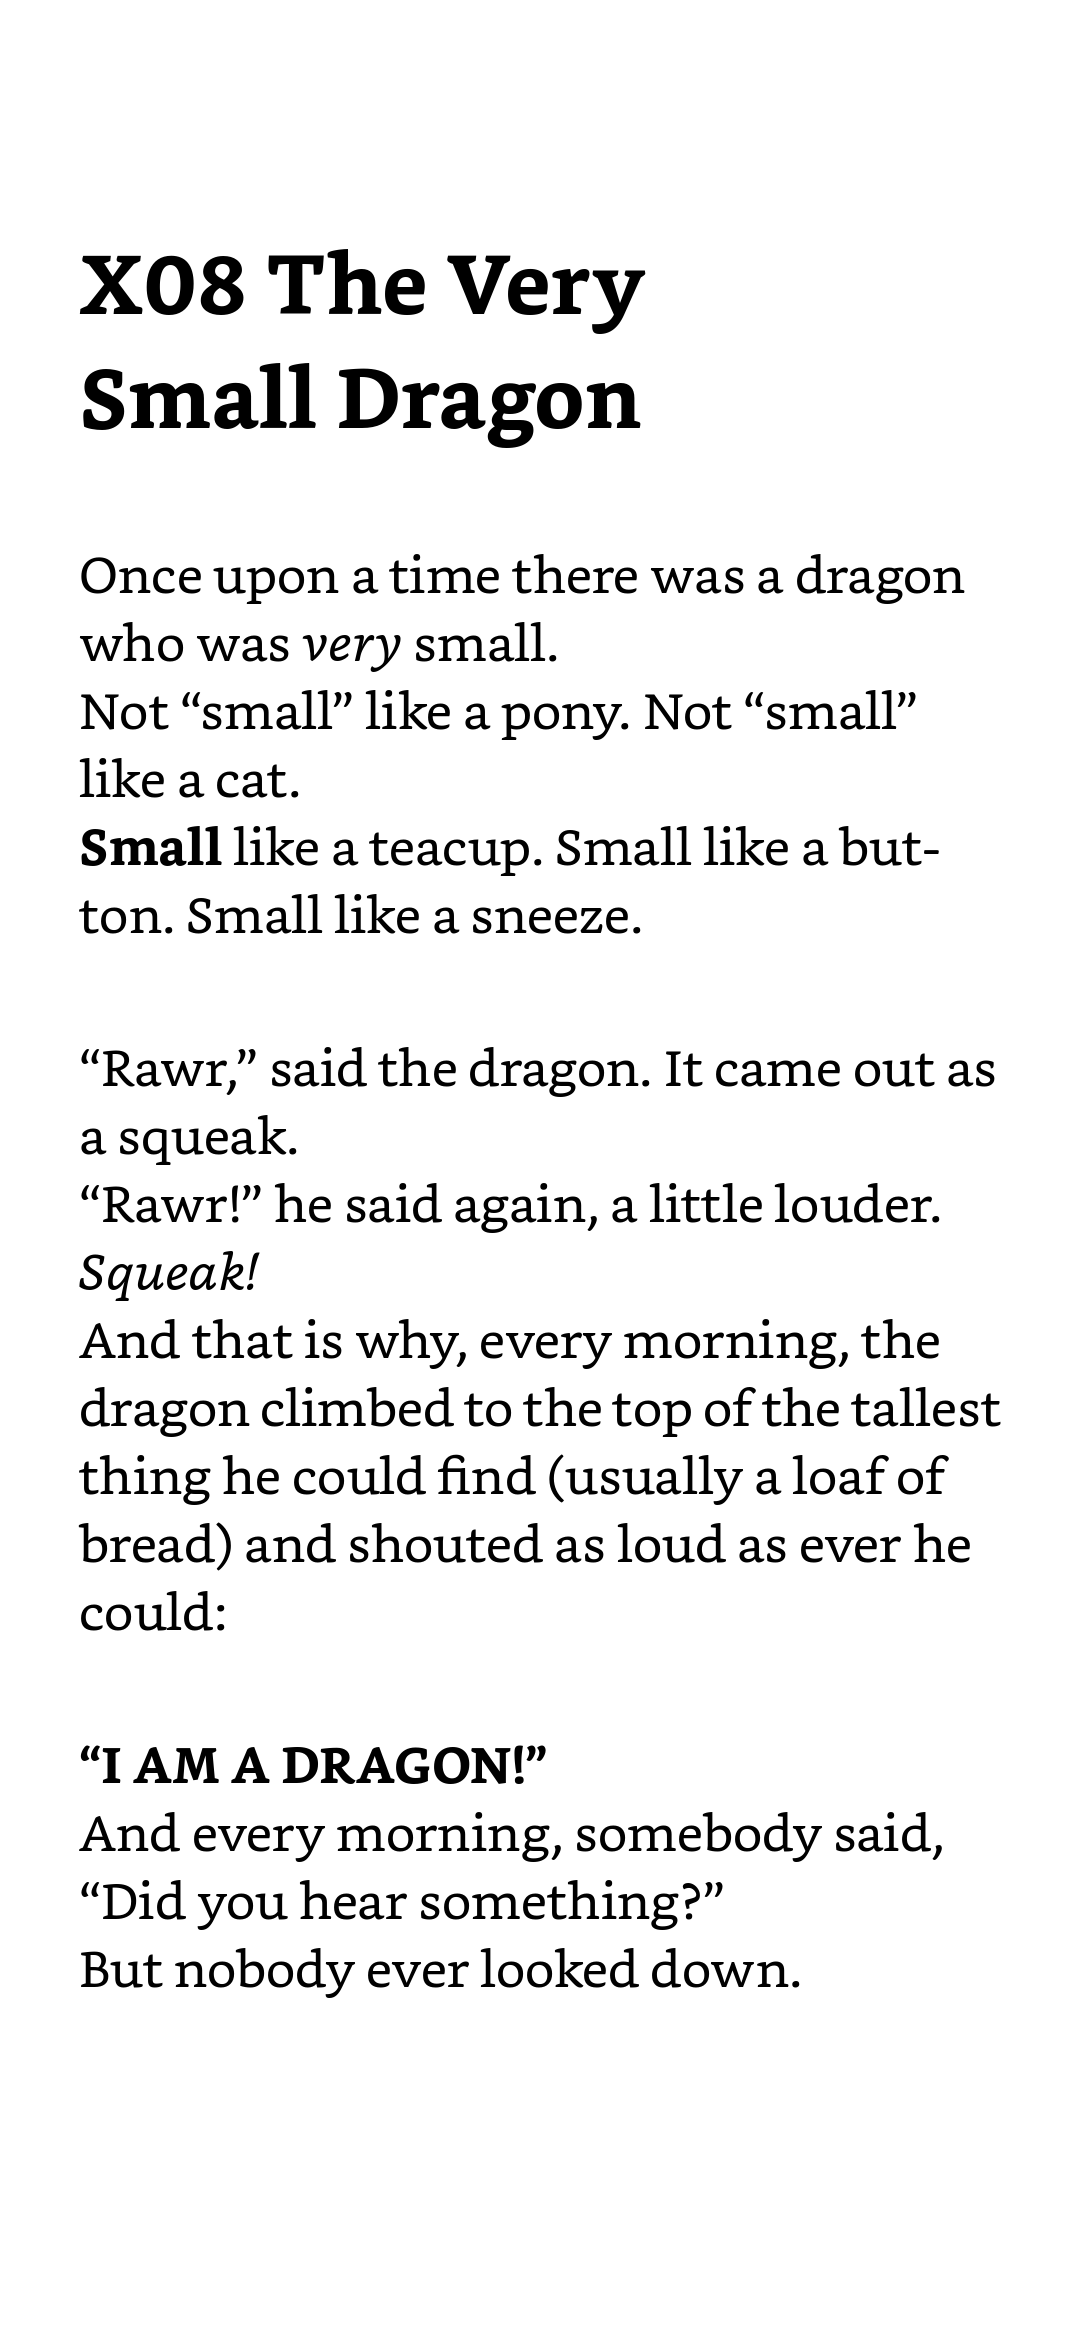 X08 The Very
Small Dragon
Once upon a time there was a dragon
who was very small.
Not “small” like a pony. Not “small”
like a cat.
Small like a teacup. Small like a but-
ton. Small like a sneeze.
“Rawr,” said the dragon. It came out as
a squeak.
“Rawr!” he said again, a little louder.
Squeak!
And that is why, every morning, the
dragon climbed to the top of the tallest
thing he could find (usually a loaf of
bread) and shouted as loud as ever he
could:
“I AM A DRAGON!”
And every morning, somebody said,
“Did you hear something?”
But nobody ever looked down.